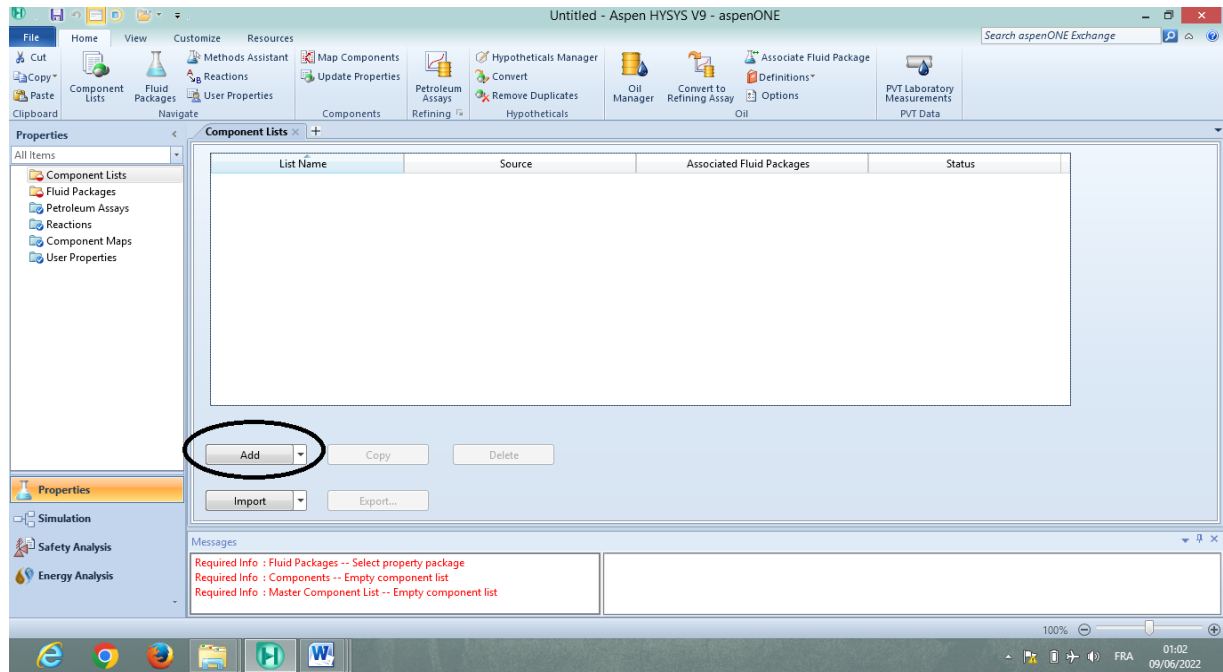 Untitled - Aspen HYSYS V9 - aspenONE
File Home View Customize Resources
Search aspenONE Exchange
Cut
Copy
Paste
Clipboard
Component Lists
Fluid Packages
Methods Assistant
Reactions
User Properties
Navigate
Map Components
Update Properties
Components
Petroleum Assays
Refining
Hypotheticals Manager
Convert
Remove Duplicates
Hypotheticals
Oil Manager
Convert to Refining Assay
Associate Fluid Package
Definitions
Options
Oil
PVT Laboratory Measurements
PVT Data
Properties
All Items
Component Lists
Fluid Packages
Petroleum Assays
Reactions
Component Maps
User Properties
Properties
Simulation
Safety Analysis
Energy Analysis
Component Lists
List Name Source Associated Fluid Packages Status
Add Copy Delete
Import Export...
Messages
Required Info : Fluid Packages -- Select property package
Required Info : Components -- Empty component list
Required Info : Master Component List -- Empty component list
100%
FRA
01:02
09/06/2022